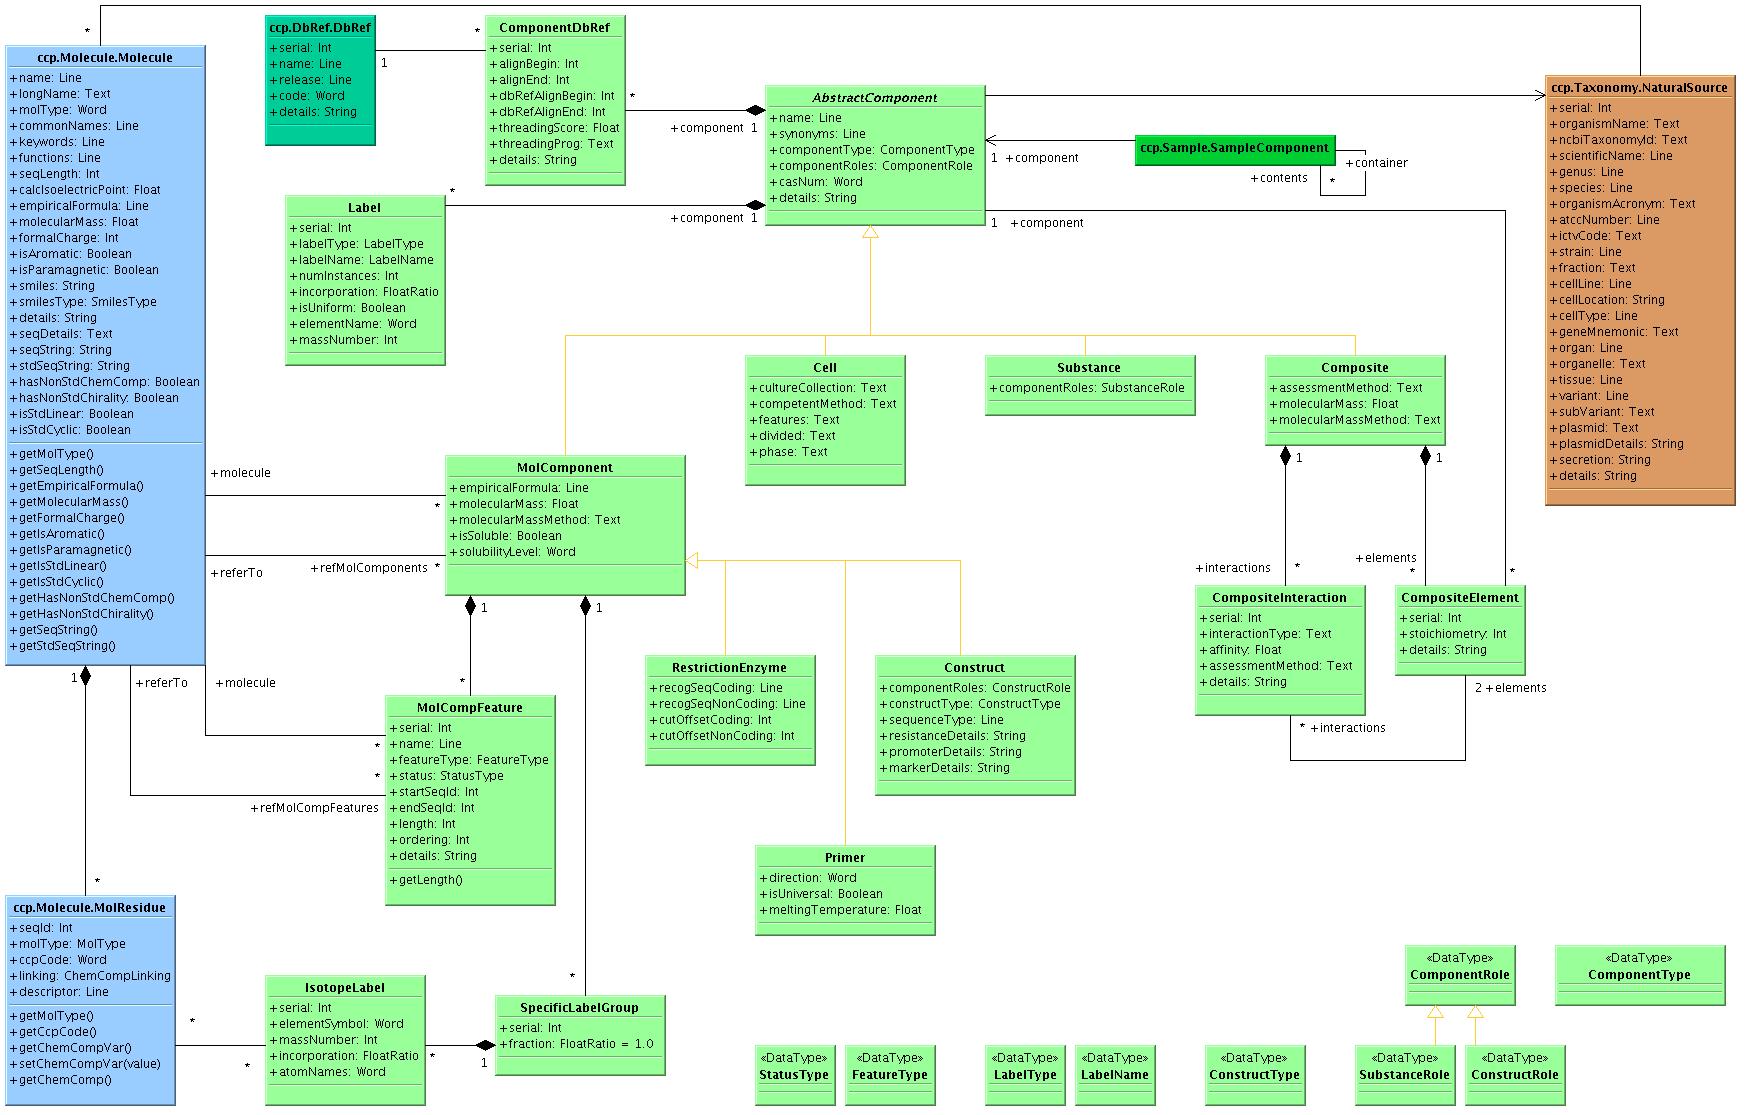 ccp.Molecule.Molecule
+name: Line
+longName: Text
+molType: Word
+commonNames: Line
+keywords: Line
+functions: Line
+seqLength: Int
+calcIsoelectricPoint: Float
+empiricalFormula: Line
+molecularMass: Float
+formalCharge: Int
+isAromatic: Boolean
+isParamagnetic: Boolean
+smiles: String
+smilesType: SmilesType
+details: String
+seqDetails: Text
+seqString: String
+stdSeqString: String
+hasNonStdChemComp: Boolean
+hasNonStdChirality: Boolean
+isStdLinear: Boolean
+isStdCyclic: Boolean
+getMolType()
+getSeqLength()
+getEmpiricalFormula()
+getMolecularMass()
+getFormalCharge()
+getIsAromatic()
+getIsParamagnetic()
+getIsStdLinear()
+getIsStdCyclic()
+getHasNonStdChemComp()
+getHasNonStdChirality()
+getSeqString()
+getStdSeqString()
*
ccp.DbRef.DbRef
+serial: Int
+name: Line
+release: Line
+code: Word
+details: String
1
*
ComponentDbRef
+serial: Int
+alignBegin: Int
+alignEnd: Int
+dbRefAlignBegin: Int
+dbRefAlignEnd: Int
+threadingScore: Float
+threadingProg: Text
+details: String
*
+component 1
AbstractComponent
+name: Line
+synonyms: Line
+componentType: ComponentType
+componentRoles: ComponentRole
+casNum: Word
+details: String
1 +component
ccp.Sample.SampleComponent
+container
+contents *
ccp.Taxonomy.NaturalSource
+serial: Int
+organismName: Text
+ncbiTaxonomyId: Text
+scientificName: Line
+genus: Line
+species: Line
+organismAcronym: Text
+atccNumber: Line
+ictvCode: Text
+strain: Line
+fraction: Text
+cellLine: Line
+cellLocation: String
+cellType: Line
+geneMnemonic: Text
+organ: Line
+organelle: Text
+tissue: Line
+variant: Line
+subVariant: Text
+plasmid: Text
+plasmidDetails: String
+secretion: String
+details: String
Label
+serial: Int
+labelType: LabelType
+labelName: LabelName
+numInstances: Int
+incorporation: FloatRatio
+isUniform: Boolean
+elementName: Word
+massNumber: Int
*
+component 1
1 +component
Cell
+cultureCollection: Text
+competentMethod: Text
+features: Text
+divided: Text
+phase: Text
Substance
+componentRoles: SubstanceRole
Composite
+assessmentMethod: Text
+molecularMass: Float
+molecularMassMethod: Text
1
1
+molecule
*
+referTo
+refMolComponents *
MolComponent
+empiricalFormula: Line
+molecularMass: Float
+molecularMassMethod: Text
+isSoluble: Boolean
+solubilityLevel: Word
1
1
+interactions *
+elements
*
*
CompositeInteraction
+serial: Int
+interactionType: Text
+affinity: Float
+assessmentMethod: Text
+details: String
CompositeElement
+serial: Int
+stoichiometry: Int
+details: String
2 +elements
* +interactions
RestrictionEnzyme
+recogSeqCoding: Line
+recogSeqNonCoding: Line
+cutOffsetCoding: Int
+cutOffsetNonCoding: Int
Construct
+componentRoles: ConstructRole
+constructType: ConstructType
+sequenceType: Line
+resistanceDetails: String
+promoterDetails: String
+markerDetails: String
1
+referTo
+molecule
*
*
*
+refMolCompFeatures
MolCompFeature
+serial: Int
+name: Line
+featureType: FeatureType
+status: StatusType
+startSeqId: Int
+endSeqId: Int
+length: Int
+ordering: Int
+details: String
+getLength()
Primer
+direction: Word
+isUniversal: Boolean
+meltingTemperature: Float
*
ccp.Molecule.MolResidue
+seqId: Int
+molType: MolType
+ccpCode: Word
+linking: ChemCompLinking
+descriptor: Line
+getMolType()
+getCcpCode()
+getChemCompVar()
+setChemCompVar(value)
+getChemComp()
*
*
IsotopeLabel
+serial: Int
+elementSymbol: Word
+massNumber: Int
+incorporation: FloatRatio
+atomNames: Word
*
1
*
SpecificLabelGroup
+serial: Int
+fraction: FloatRatio = 1.0
«DataType»
ComponentRole
«DataType»
ComponentType
«DataType»
StatusType
«DataType»
FeatureType
«DataType»
LabelType
«DataType»
LabelName
«DataType»
ConstructType
«DataType»
SubstanceRole
«DataType»
ConstructRole